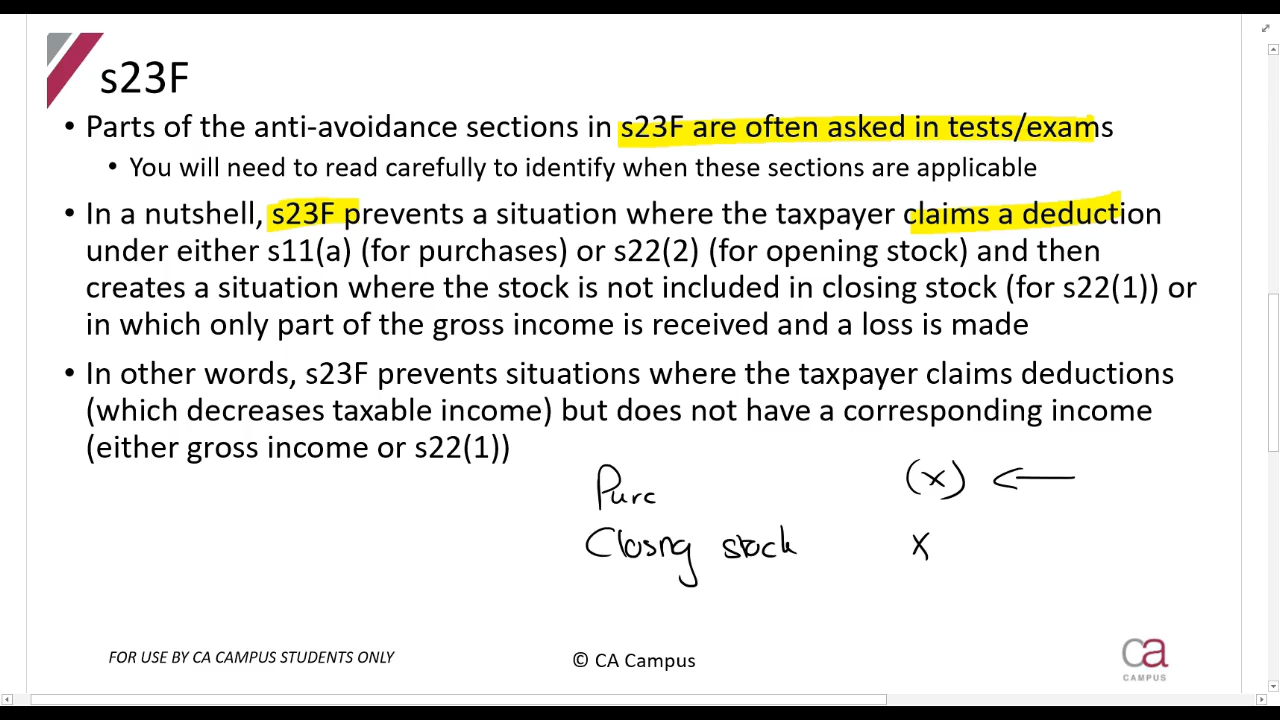 s23F
• Parts of the anti-avoidance sections in s23F are often asked in tests/exams
• You will need to read carefully to identify when these sections are applicable
• In a nutshell, s23F prevents a situation where the taxpayer claims a deduction
under either s11(a) (for purchases) or s22(2) (for opening stock) and then
creates a situation where the stock is not included in closing stock (for s22(1)) or
in which only part of the gross income is received and a loss is made
• In other words, s23F prevents situations where the taxpayer claims deductions
(which decreases taxable income) but does not have a corresponding income
(either gross income or s22(1))
Purc (x) ←
Closng stock x
FOR USE BY CA CAMPUS STUDENTS ONLY
© CA Campus
ca
CAMPUS